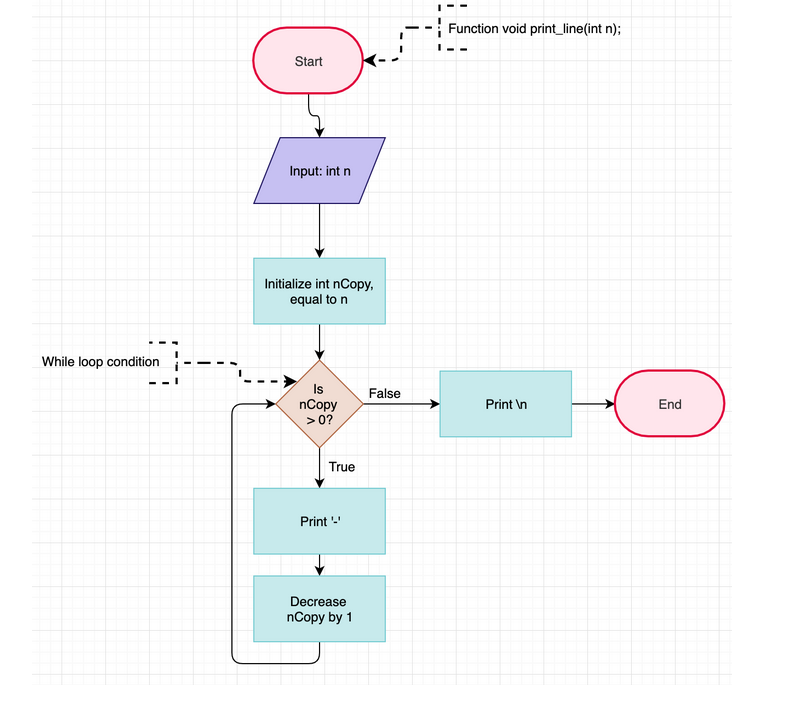 Function void print_line(int n);
Start
Input: int n
Initialize int nCopy,
equal to n
While loop condition
Is
nCopy
> 0?
False
Print \n
End
True
Print '-'
Decrease
nCopy by 1